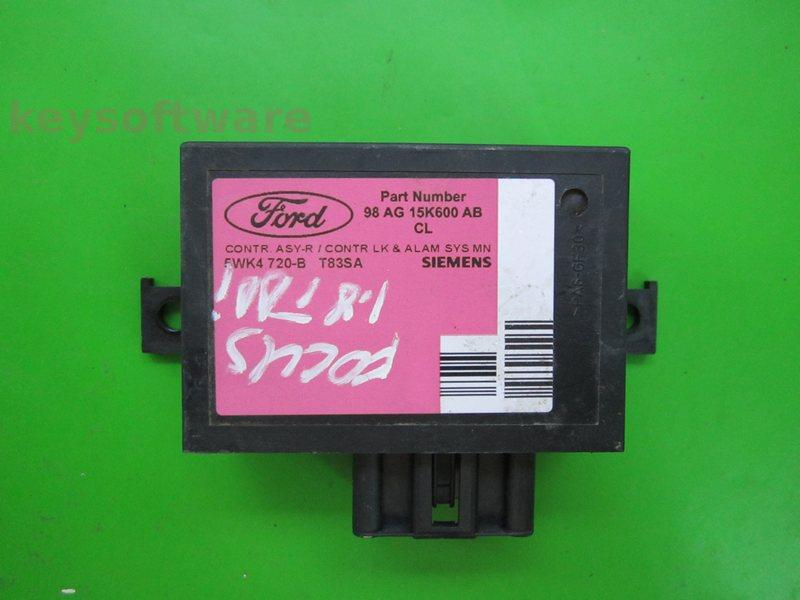 keysoftware
Ford
Part Number
98 AG 15K600 AB
CL
CONTR. ASY-R / CONTR LK & ALAM SYS MN
5WK4 720-B T83SA SIEMENS
1.8 TDDI
FOCUS